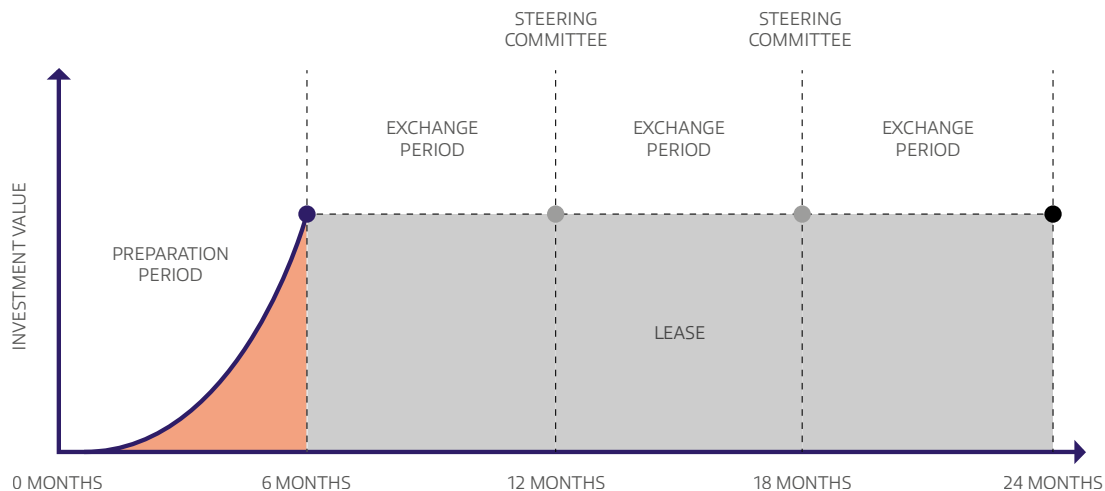 STEERING
COMMITTEE
STEERING
COMMITTEE
EXCHANGE
PERIOD
EXCHANGE
PERIOD
EXCHANGE
PERIOD
INVESTMENT VALUE
PREPARATION
PERIOD
LEASE
0 MONTHS
6 MONTHS
12 MONTHS
18 MONTHS
24 MONTHS